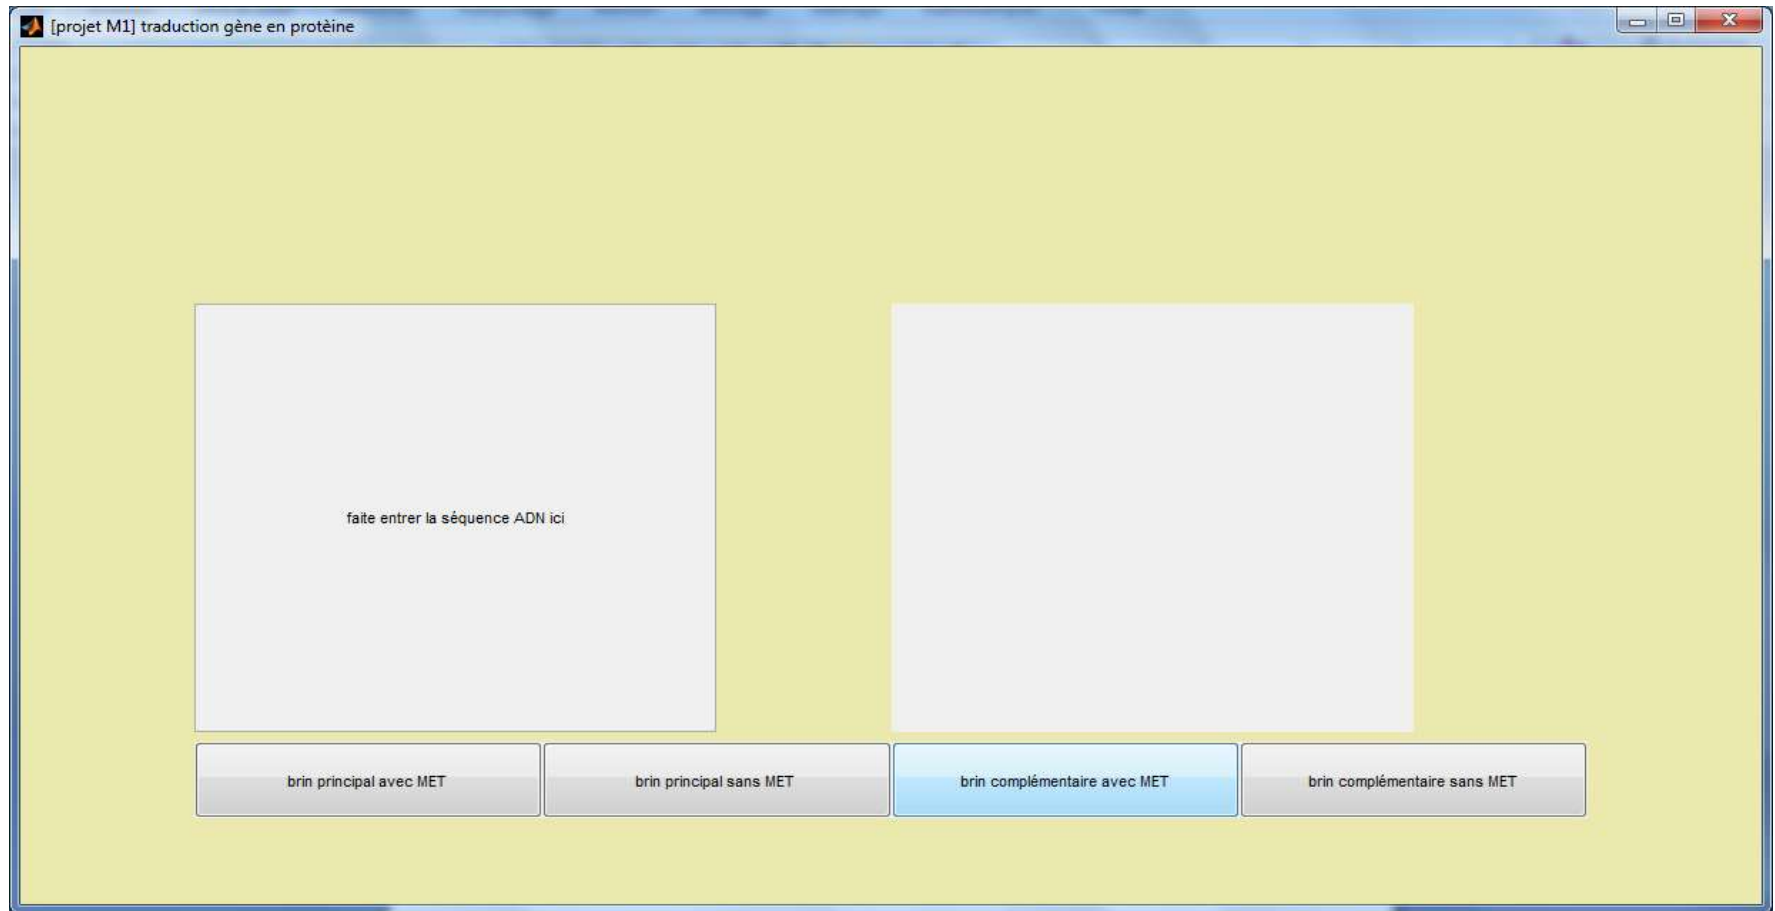 [projet M1] traduction gène en protèine
faite entrer la séquence ADN ici
brin principal avec MET
brin principal sans MET
brin complémentaire avec MET
brin complémentaire sans MET